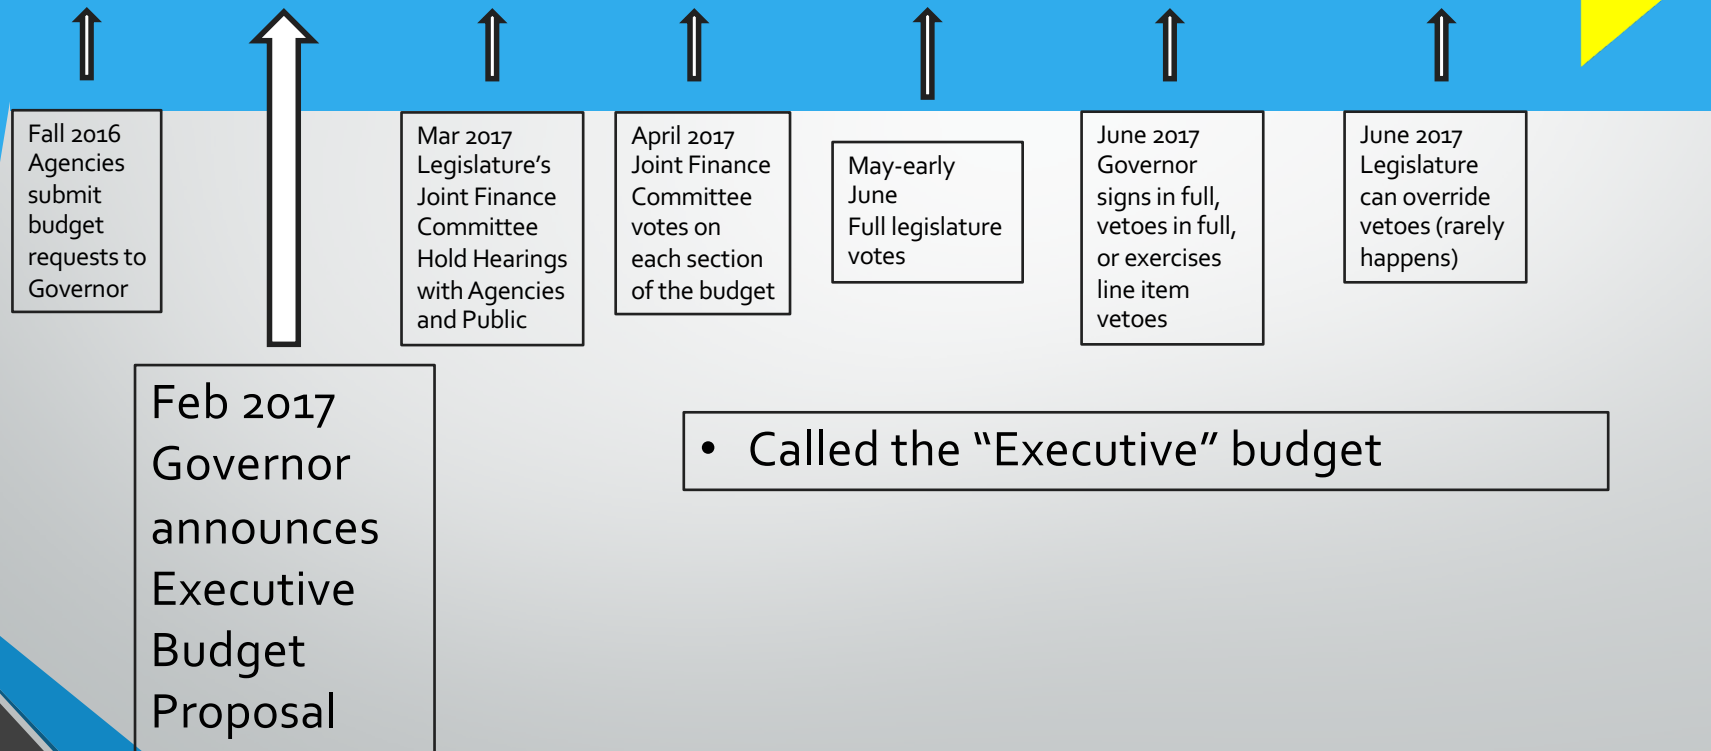 Fall 2016
Agencies
submit
budget
requests to
Governor
Feb 2017
Governor
announces
Executive
Budget
Proposal
Mar 2017
Legislature’s
Joint Finance
Committee
Hold Hearings
with Agencies
and Public
April 2017
Joint Finance
Committee
votes on
each section
of the budget
May-early
June
Full legislature
votes
June 2017
Governor
signs in full,
vetoes in full,
or exercises
line item
vetoes
June 2017
Legislature
can override
vetoes (rarely
happens)
• Called the “Executive” budget